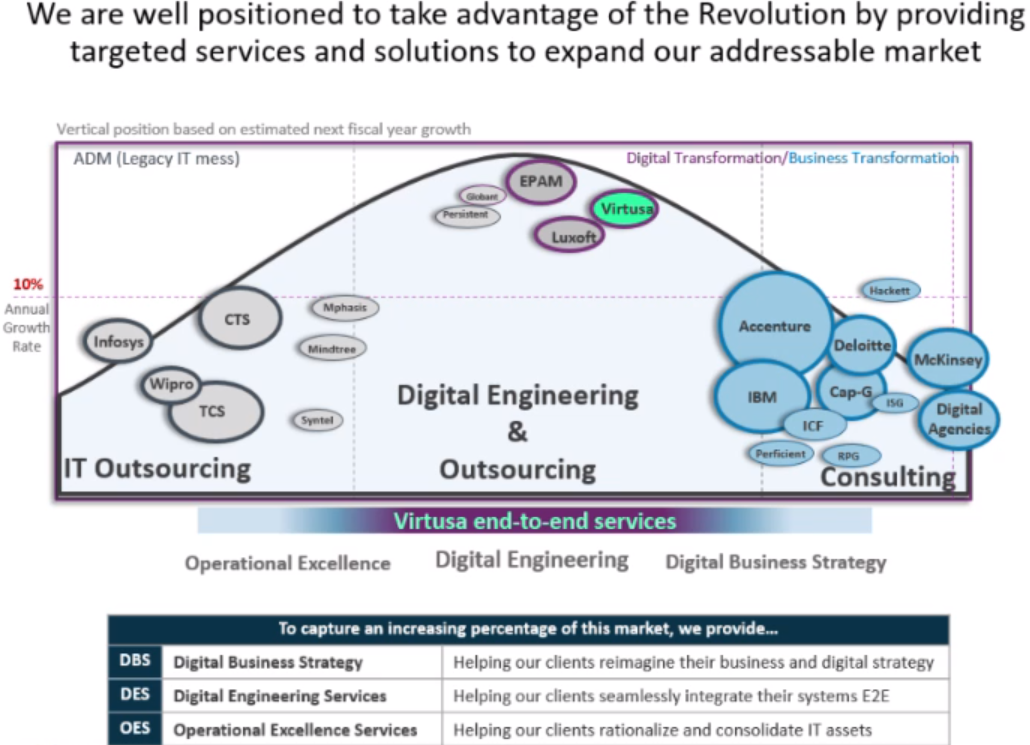 We are well positioned to take advantage of the Revolution by providing
targeted services and solutions to expand our addressable market
Vertical position based on estimated next fiscal year growth
ADM (Legacy IT mess)
Digital Transformation/Business Transformation
EPAM
Globant
Persistent
Virtusa
Luxoft
10%
Annual
Growth
Rate
Hackett
CTS
Mphasis
Accenture
Infosys
Mindtree
Deloitte
McKinsey
Wipro
TCS
Syntel
IBM
Cap-G
ISG
ICF
Digital
Agencies
Perficient
RPG
Digital Engineering
&
Outsourcing
IT Outsourcing
Consulting
Virtusa end-to-end services
Operational Excellence
Digital Engineering
Digital Business Strategy
To capture an increasing percentage of this market, we provide...
DBS Digital Business Strategy Helping our clients reimagine their business and digital strategy
DES Digital Engineering Services Helping our clients seamlessly integrate their systems E2E
OES Operational Excellence Services Helping our clients rationalize and consolidate IT assets